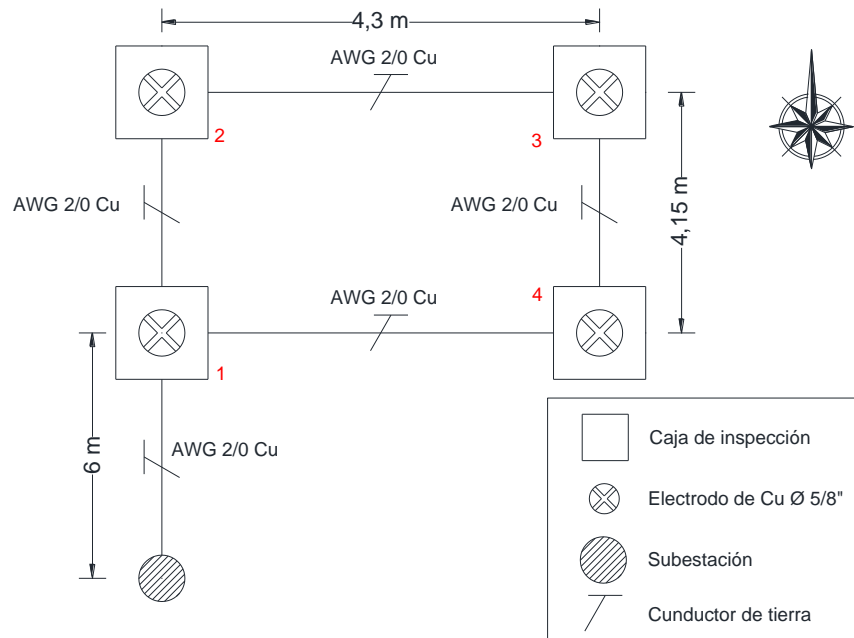 4,3 m
AWG 2/0 Cu
2
3
AWG 2/0 Cu
AWG 2/0 Cu
4,15 m
AWG 2/0 Cu
4
1
AWG 2/0 Cu
6 m
Caja de inspección
Electrodo de Cu Ø 5/8"
Subestación
Cunductor de tierra